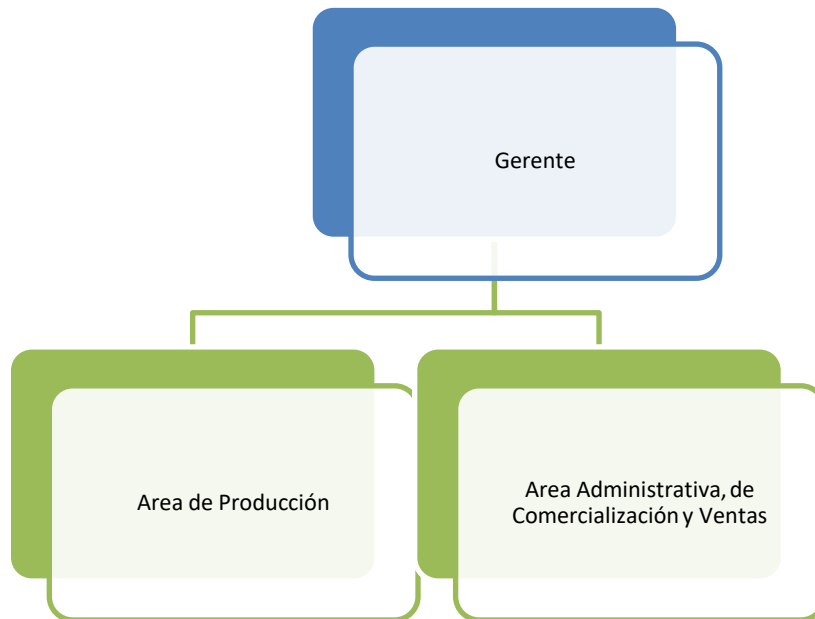 Gerente
Area de Producción
Area Administrativa, de
Comercialización y Ventas